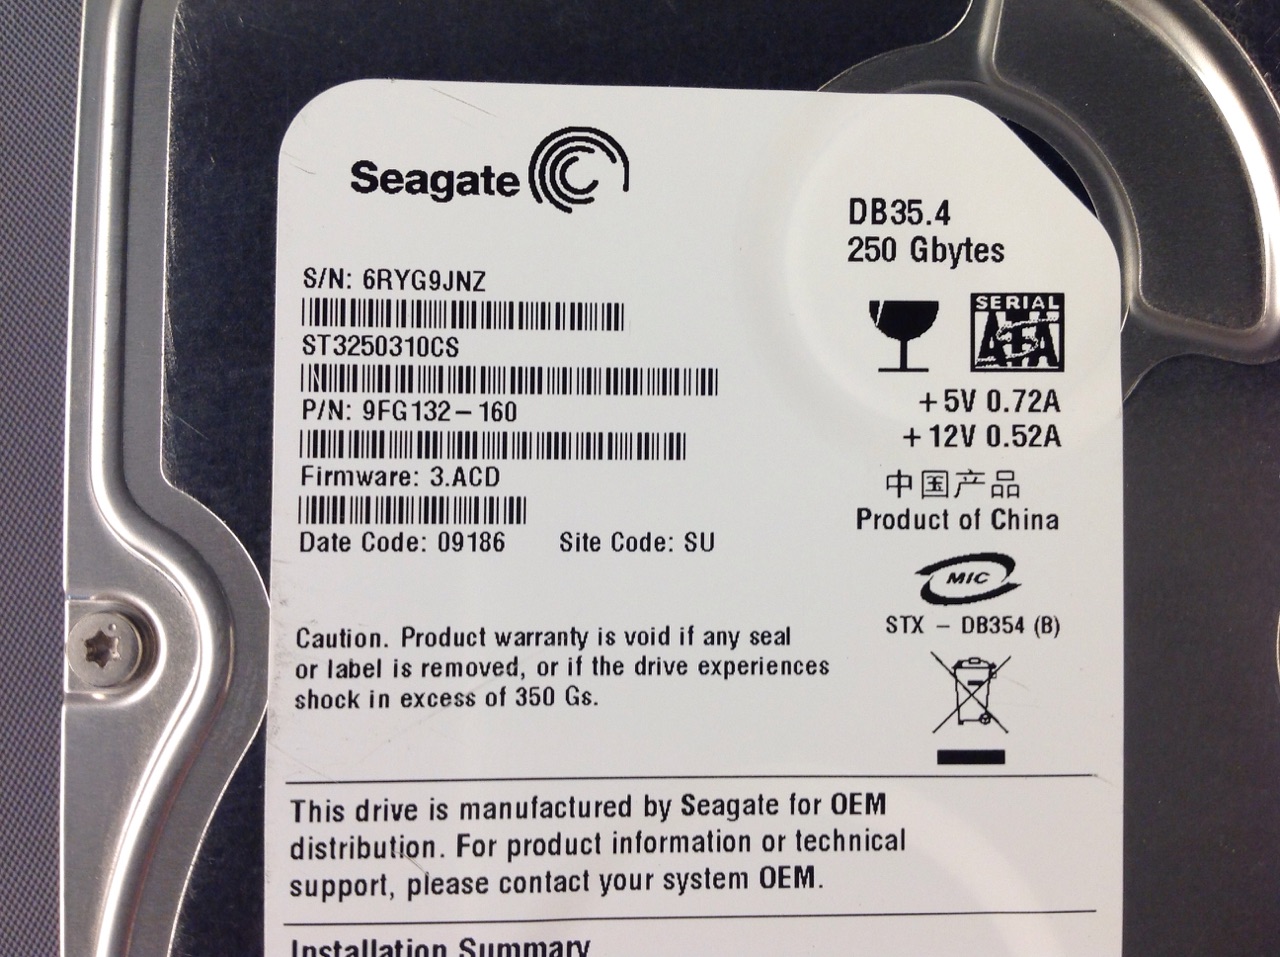 Seagate
DB35.4
250 Gbytes
S/N: 6RYG9JNZ
ST3250310CS
P/N: 9FG132-160
Firmware: 3.ACD
Date Code: 09186 Site Code: SU
SERIAL
ATA
+5V 0.72A
+12V 0.52A
中国产品
Product of China
MIC
STX - DB354 (B)
Caution. Product warranty is void if any seal
or label is removed, or if the drive experiences
shock in excess of 350 Gs.
This drive is manufactured by Seagate for OEM
distribution. For product information or technical
support, please contact your system OEM.
Installation Summary